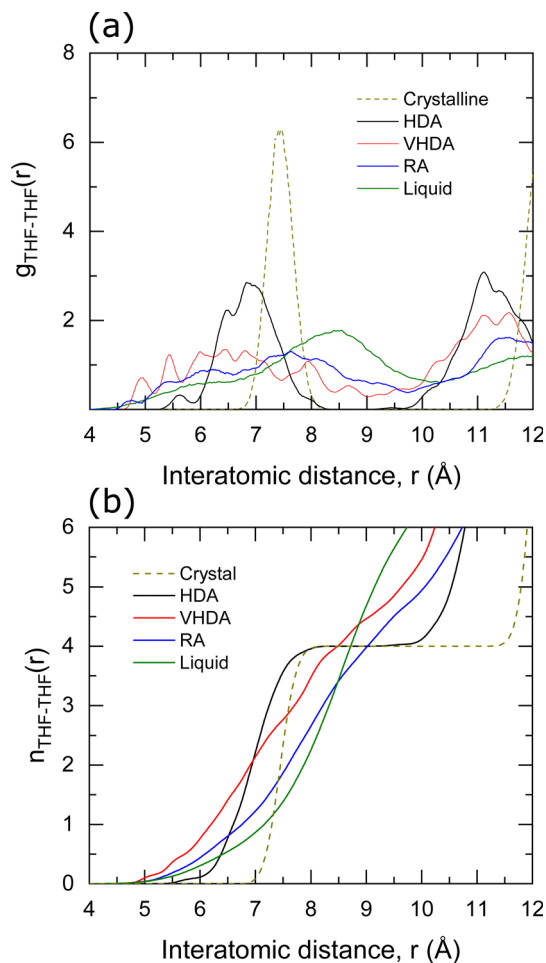 (a)
8
6
4
2
g_THF-THF(r)
Crystalline
HDA
VHDA
RA
Liquid
4 5 6 7 8 9 10 11 12
Interatomic distance, r (Å)
(b)
6
5
4
3
2
1
0
n_THF-THF(r)
Crystal
HDA
VHDA
RA
Liquid
4 5 6 7 8 9 10 11 12
Interatomic distance, r (Å)